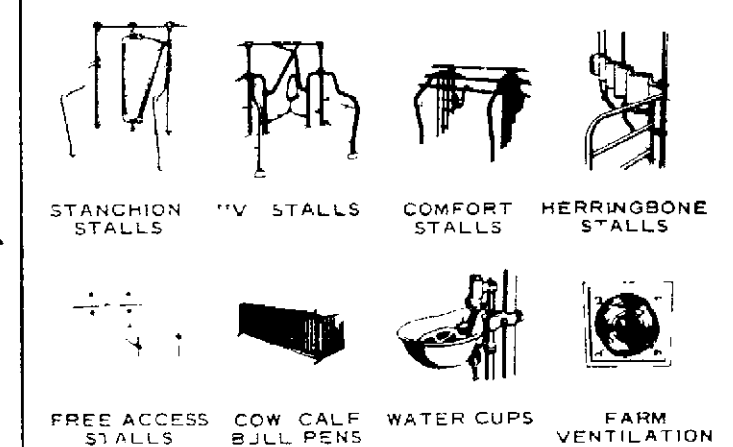 STANCHION
STALLS
"V" STALLS
COMFORT
STALLS
HERRINGBONE
STALLS
FREE ACCESS
STALLS
COW CALF
BULL PENS
WATER CUPS
FARM
VENTILATION